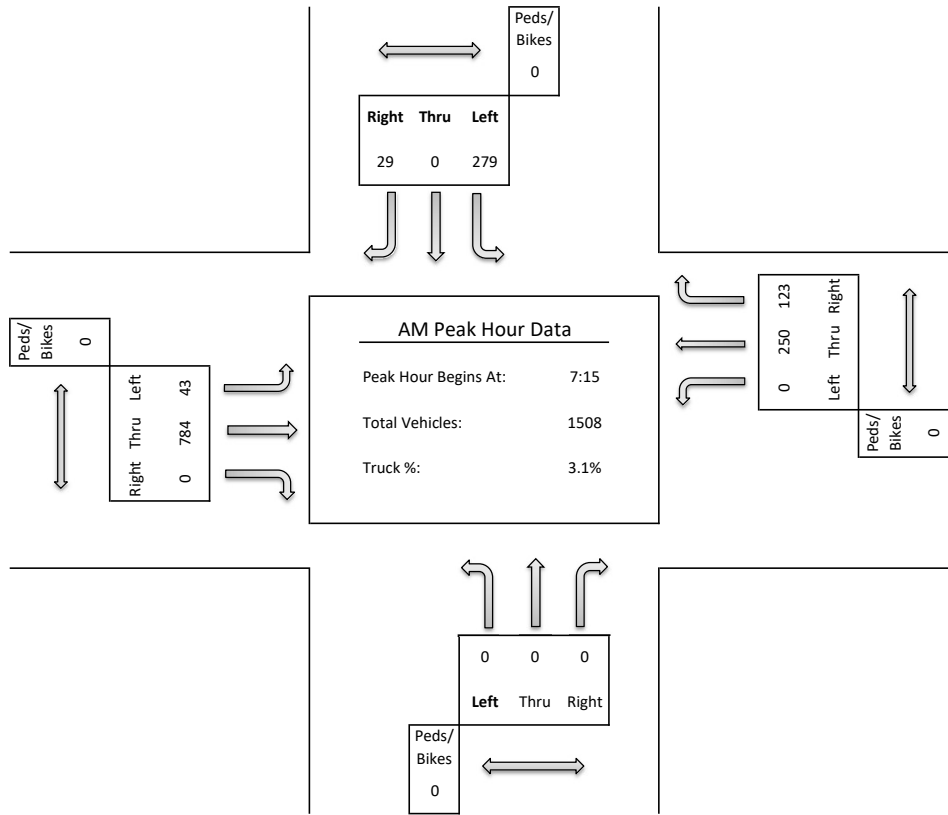 Peds/
Bikes
0
Right Thru Left
29 0 279
Peds/
Bikes
0
Right Thru Left
0 784 43
AM Peak Hour Data
Peak Hour Begins At: 7:15
Total Vehicles: 1508
Truck %: 3.1%
0 250 123
Left Thru Right
Peds/
Bikes
0
0 0 0
Left Thru Right
Peds/
Bikes
0